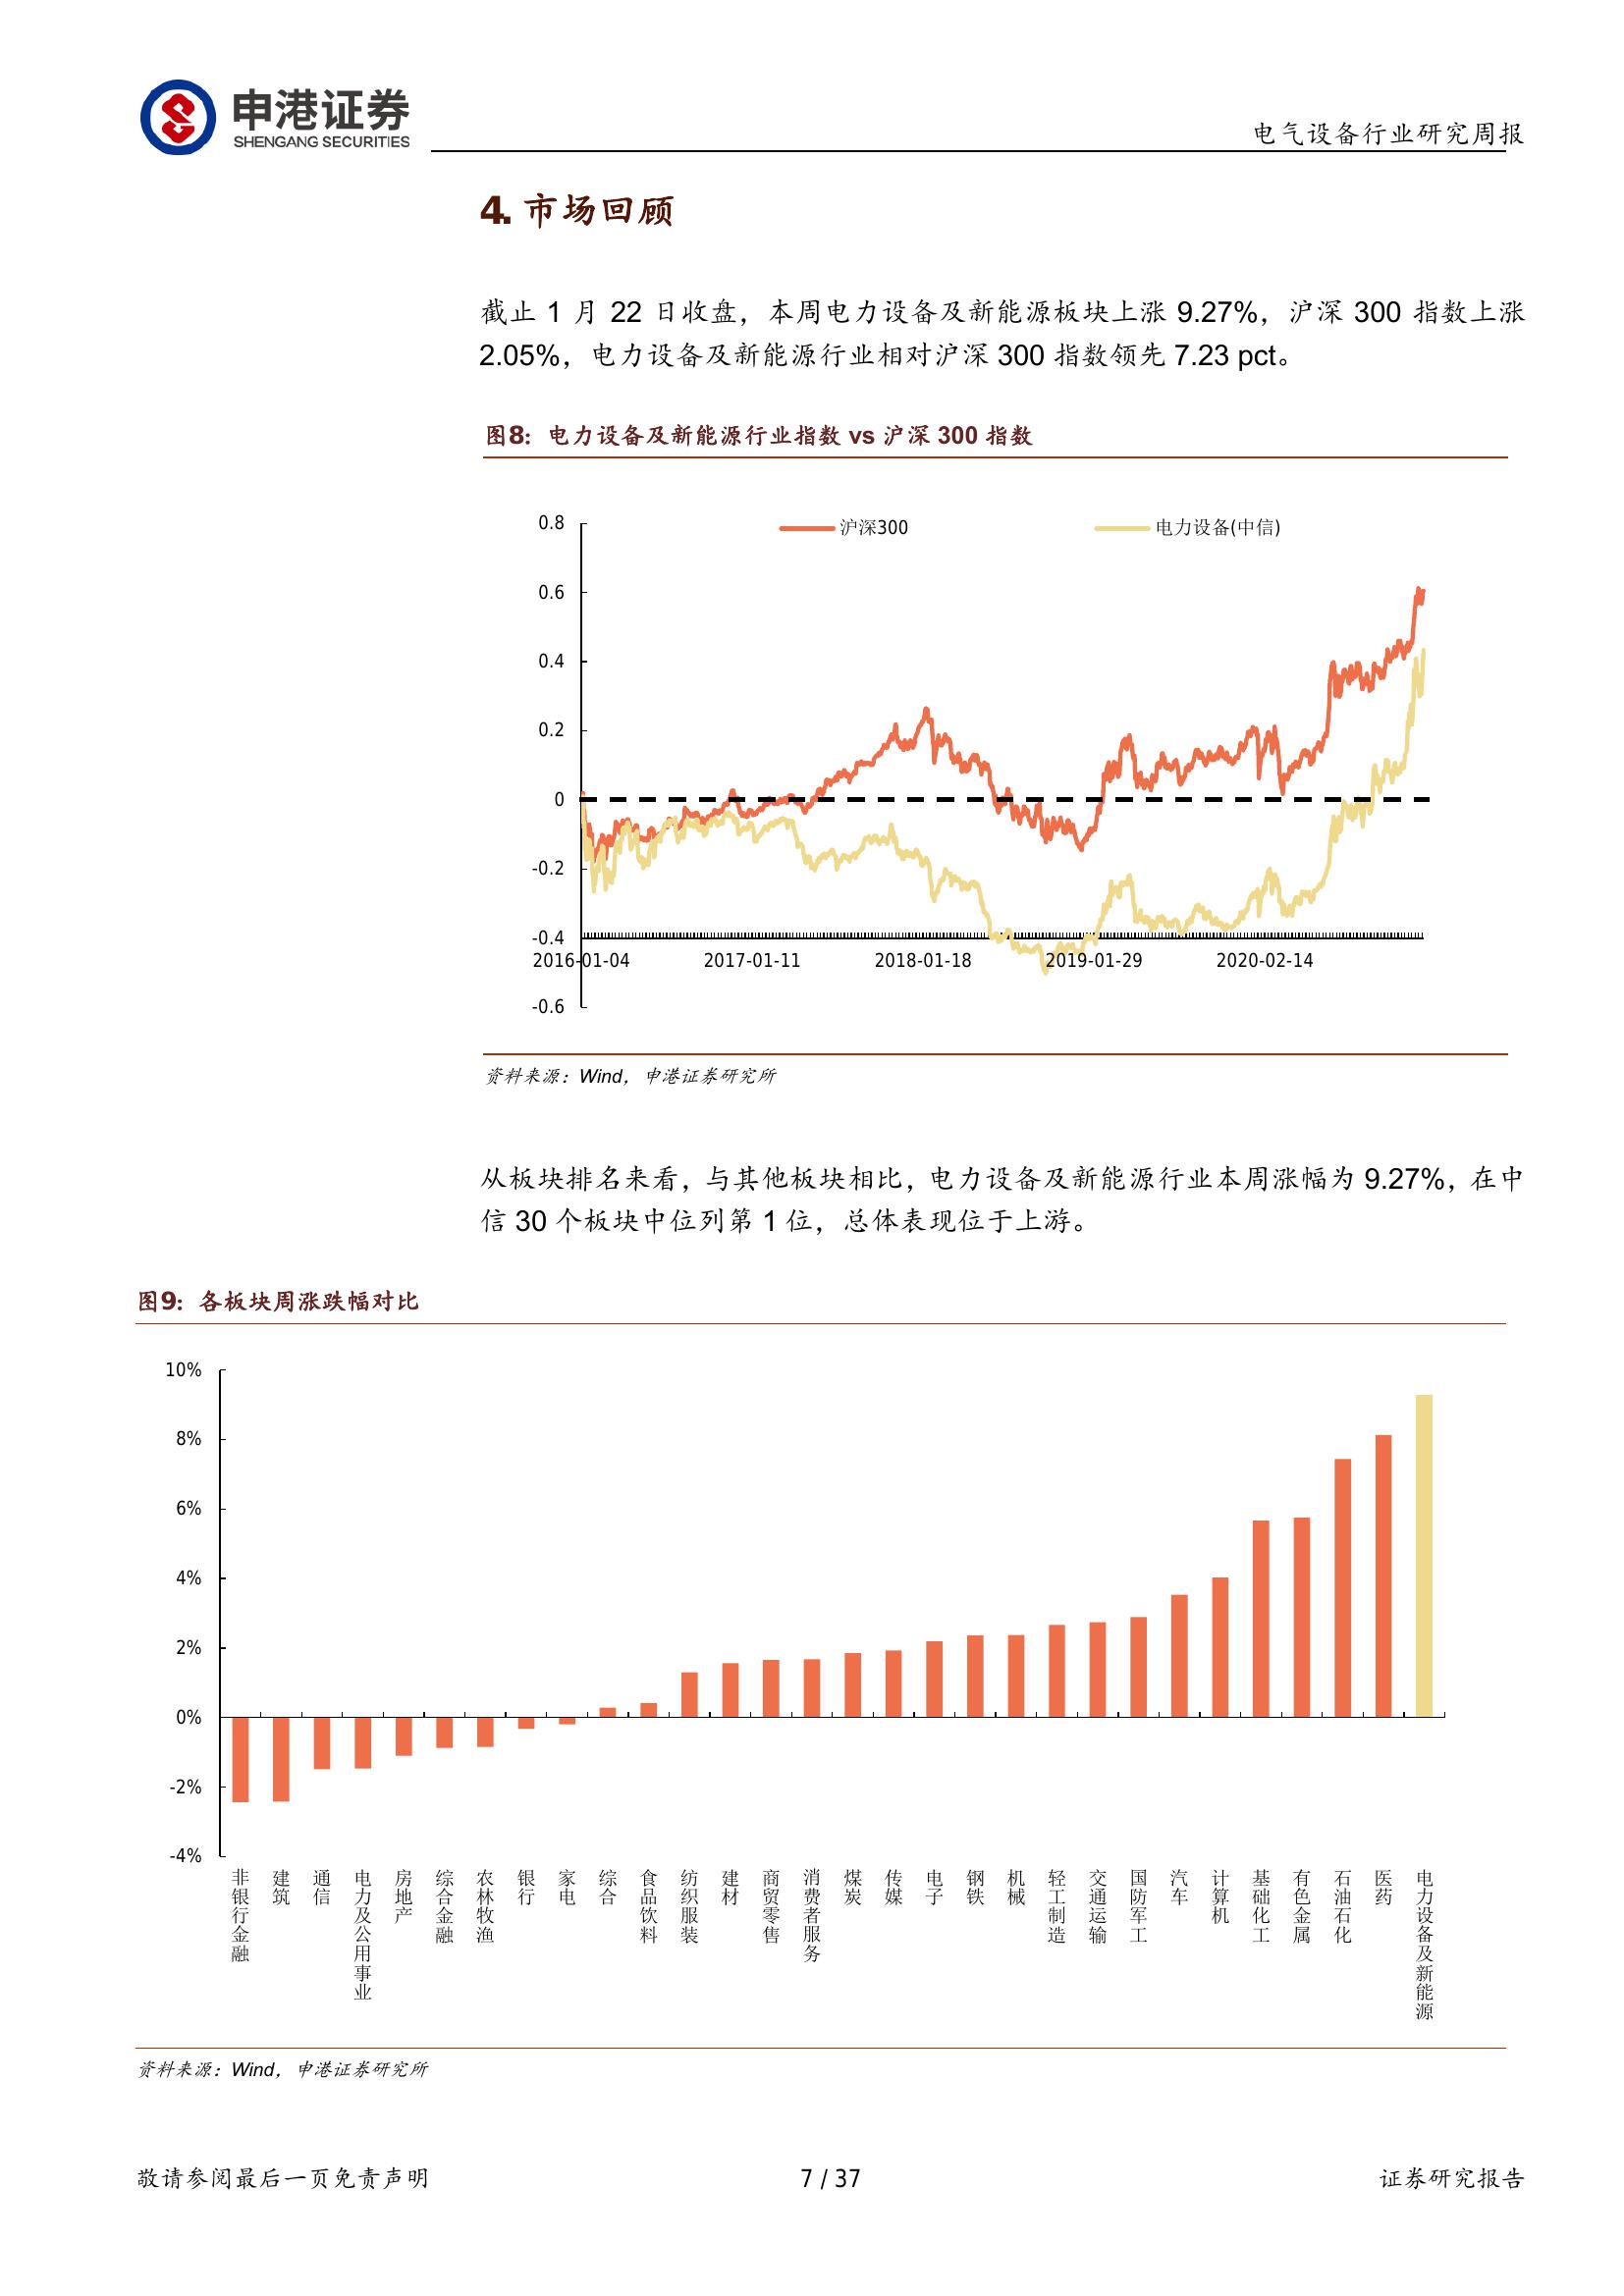 申港证券
SHENGANG SECURITIES
电气设备行业研究周报
4. 市场回顾
截止 1 月 22 日收盘，本周电力设备及新能源板块上涨 9.27%，沪深 300 指数上涨
2.05%，电力设备及新能源行业相对沪深 300 指数领先 7.23 pct。
图8：电力设备及新能源行业指数 vs 沪深 300 指数
沪深300
电力设备(中信)
0.8
0.6
0.4
0.2
0
-0.2
-0.4
-0.6
2016-01-04
2017-01-11
2018-01-18
2019-01-29
2020-02-14
资料来源：Wind，申港证券研究所
从板块排名来看，与其他板块相比，电力设备及新能源行业本周涨幅为 9.27%，在中
信 30 个板块中位列第 1 位，总体表现位于上游。
图9：各板块周涨跌幅对比
10%
8%
6%
4%
2%
0%
-2%
-4%
非银行金融
建筑
通信
电力及公用事业
房地产
综合金融
农林牧渔
银行
家电
综合
食品饮料
纺织服装
建材
商贸零售
消费者服务
煤炭
传媒
电子
钢铁
机械
轻工制造
交通运输
国防军工
汽车
计算机
基础化工
有色金属
石油石化
医药
电力设备及新能源
资料来源：Wind，申港证券研究所
敬请参阅最后一页免责声明
7 / 37
证券研究报告